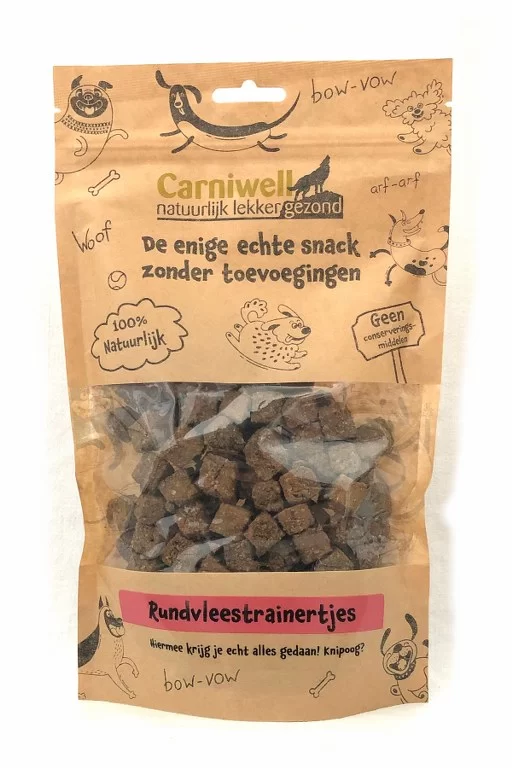 bow-vow
Carniwell
natuurlijk lekker gezond
arf-arf
Woof
De enige echte snack
zonder toevoegingen
100%
Natuurlijk
Geen
conserverings-
middelen
Rundvleestrainertjes
Hiermee krijg je echt alles gedaan! Knipoog?
bow-vow